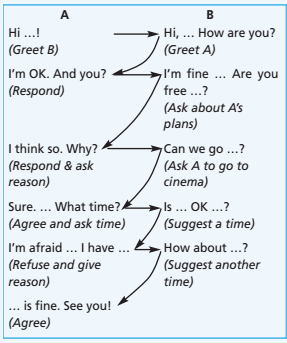 A B
Hi ...! Hi, ... How are you?
(Greet B) (Greet A)
I'm OK. And you? I'm fine ... Are you
(Respond) free ...?
(Ask about A's
plans)
I think so. Why? Can we go ...?
(Respond & ask (Ask A to go to
reason) cinema)
Sure. ... What time? Is ... OK ...?
(Agree and ask time) (Suggest a time)
I'm afraid ... I have ... How about ...?
(Refuse and give (Suggest another
reason) time)
... is fine. See you!
(Agree)